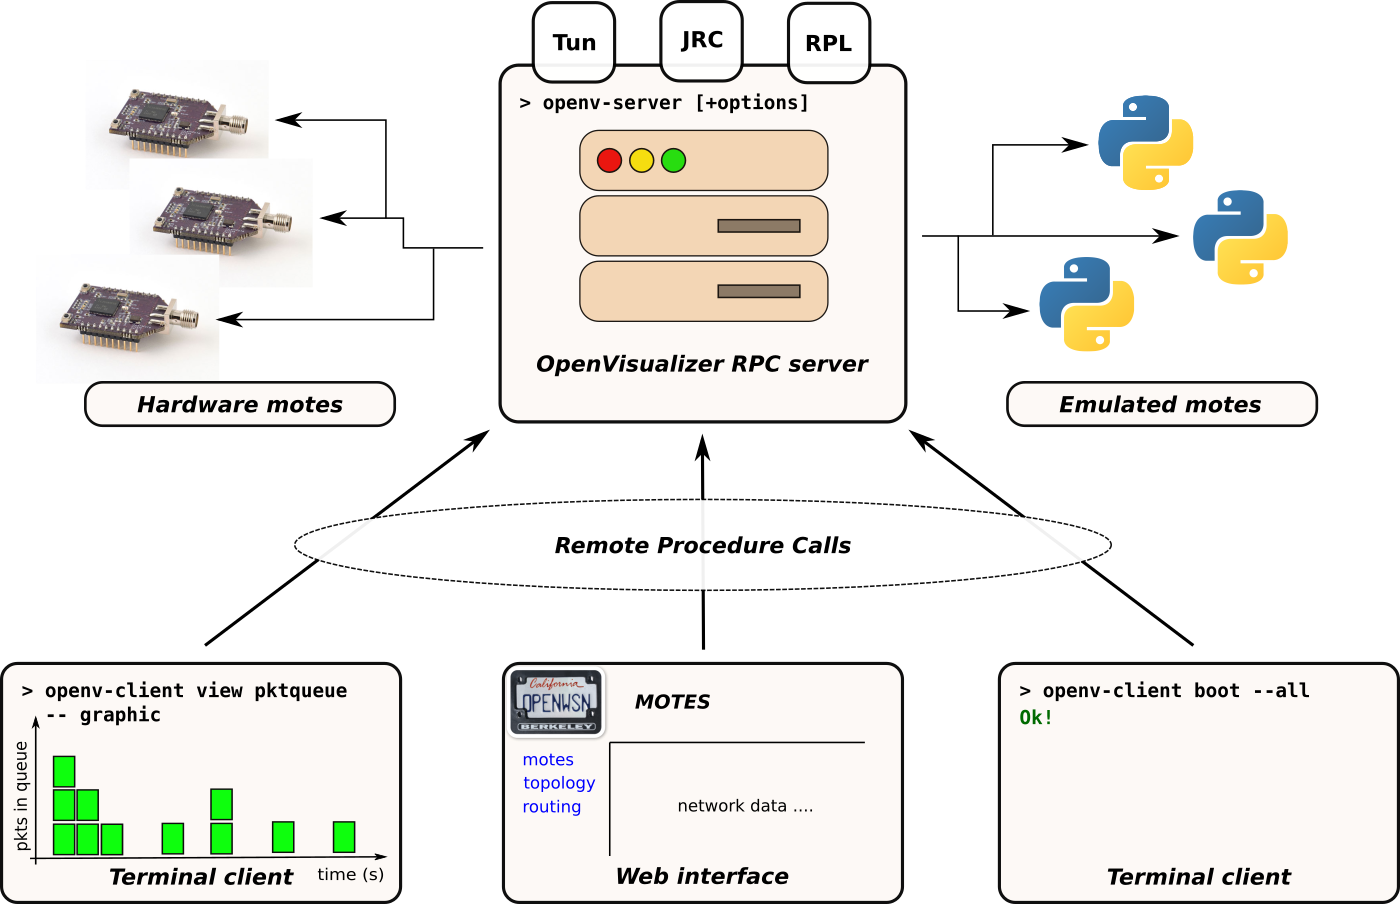 Tun
JRC
RPL
> openv-server [+options]
OpenVisualizer RPC server
Hardware motes
Emulated motes
Remote Procedure Calls
> openv-client view pktqueue
-- graphic
pkts in queue
time (s)
Terminal client
California
OPENWSN
BERKELEY
MOTES
motes
topology
routing
network data ....
Web interface
> openv-client boot --all
Ok!
Terminal client